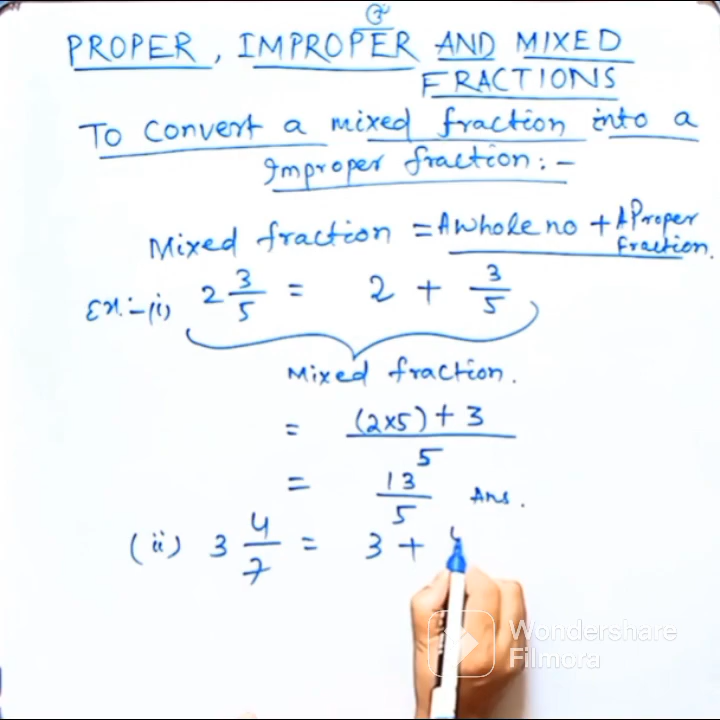 PROPER, IMPROPER AND MIXED
FRACTIONS
To convert a mixed fraction into a
Improper fraction :-
Mixed fraction = A whole no + A Proper
fraction.
Ex:-(i) 2 3/5 = 2 + 3/5
Mixed fraction.
= (2×5) + 3 / 5
= 13/5 Ans.
(ii) 3 4/7 = 3 +
Wondershare
Filmora